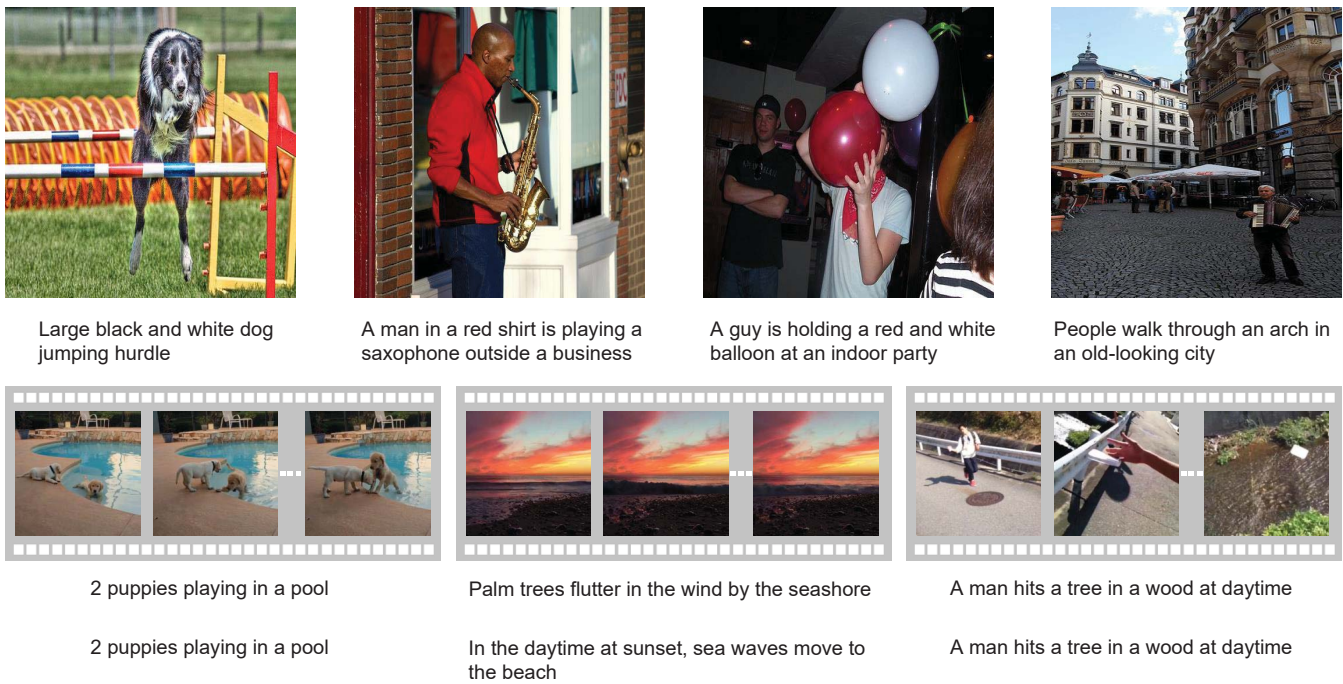 Large black and white dog
jumping hurdle
A man in a red shirt is playing a
saxophone outside a business
A guy is holding a red and white
balloon at an indoor party
People walk through an arch in
an old-looking city
2 puppies playing in a pool
Palm trees flutter in the wind by the seashore
A man hits a tree in a wood at daytime
2 puppies playing in a pool
In the daytime at sunset, sea waves move to
the beach
A man hits a tree in a wood at daytime